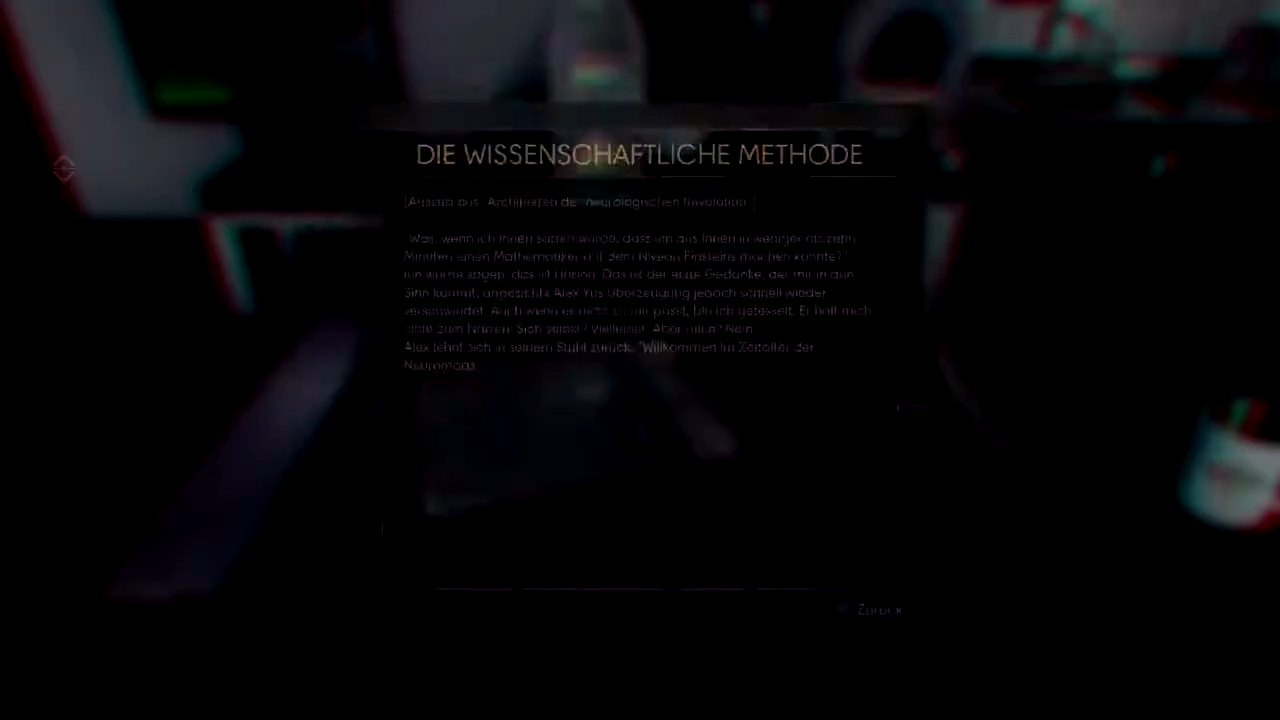 DIE WISSENSCHAFTLICHE METHODE
[Auszug aus "Architekten der neurologischen Revolution"]
"Was, wenn ich Ihnen sagen würde, dass ich aus Ihnen in weniger als zehn
Minuten einen Mathematiker auf dem Niveau Einsteins machen könnte?"
Ich würde sagen, das ist Unsinn. Das ist der erste Gedanke, der mir in den
Sinn kommt, angesichts Alex Yus Überzeugung jedoch schnell wieder
verschwindet. Auch wenn es nicht passt, bin ich gefesselt. Er hält mich
nicht zum Narren. Sich selbst? Vielleicht. Aber mich? Nein.
Alex lehnt sich in seinem Stuhl zurück. "Willkommen im Zeitalter der
Neuromods.
Zurück